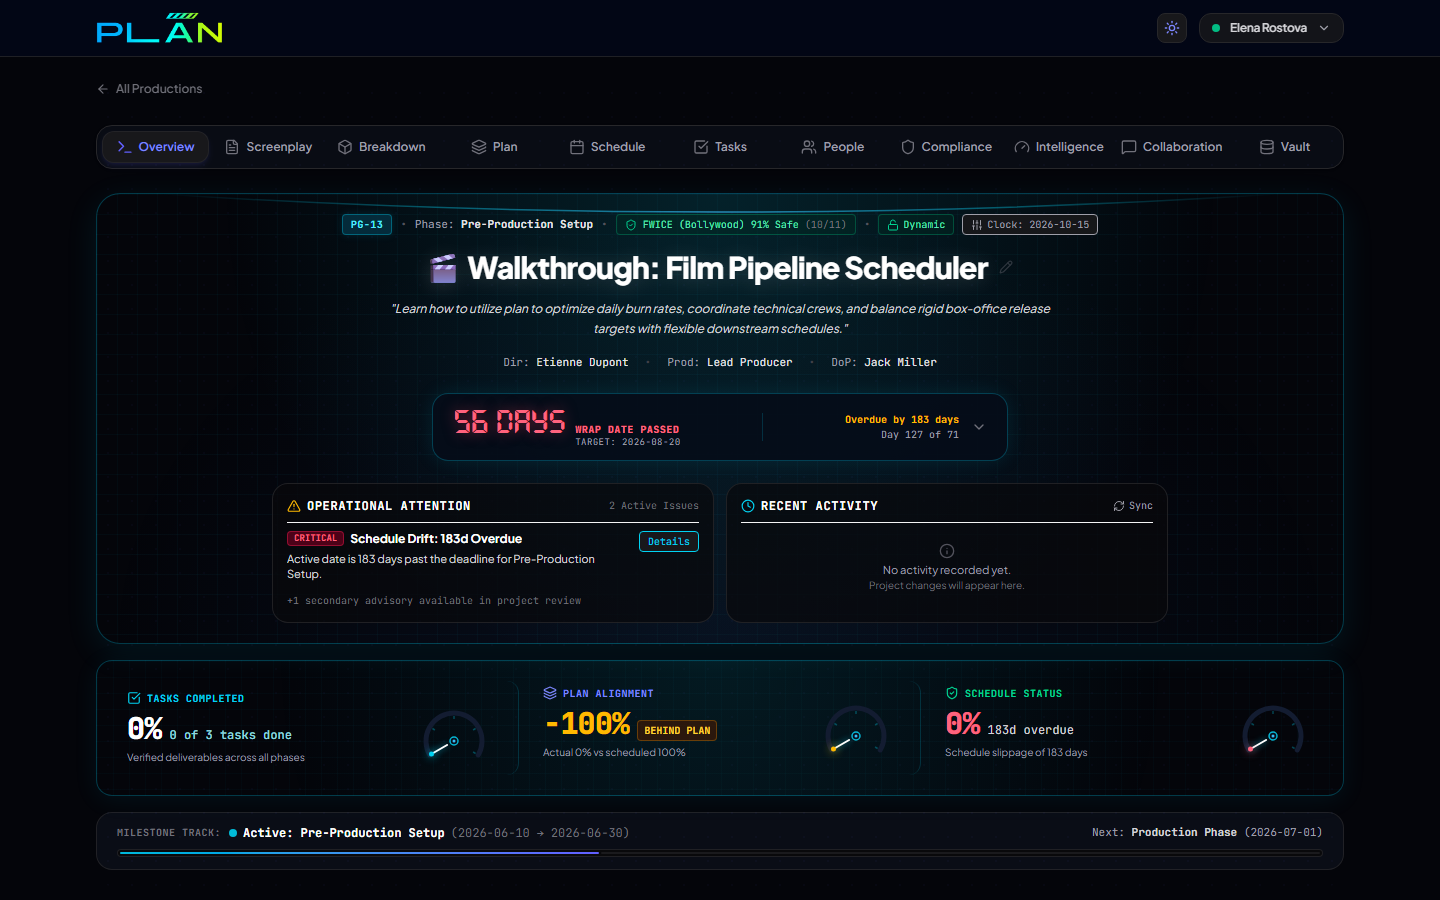 PLAN
Elena Rostova
All Productions
Overview
Screenplay
Breakdown
Plan
Schedule
Tasks
People
Compliance
Intelligence
Collaboration
Vault
PG-13 · Phase: Pre-Production Setup · FWICE (Bollywood) 91% Safe (10/11) · Dynamic Clock: 2026-10-15
Walkthrough: Film Pipeline Scheduler
"Learn how to utilize plan to optimize daily burn rates, coordinate technical crews, and balance rigid box-office release
targets with flexible downstream schedules."
Dir: Etienne Dupont · Prod: Lead Producer · DoP: Jack Miller
56 DAYS
WRAP DATE PASSED
TARGET: 2026-08-20
Overdue by 183 days
Day 127 of 71
OPERATIONAL ATTENTION
2 Active Issues
CRITICAL Schedule Drift: 183d Overdue
Details
Active date is 183 days past the deadline for Pre-Production
Setup.
+1 secondary advisory available in project review
RECENT ACTIVITY
Sync
No activity recorded yet.
Project changes will appear here.
TASKS COMPLETED
0% 0 of 3 tasks done
Verified deliverables across all phases
PLAN ALIGNMENT
-100% BEHIND PLAN
Actual 0% vs scheduled 100%
SCHEDULE STATUS
0% 183d overdue
Schedule slippage of 183 days
MILESTONE TRACK: Active: Pre-Production Setup (2026-06-10 → 2026-06-30)
Next: Production Phase (2026-07-01)